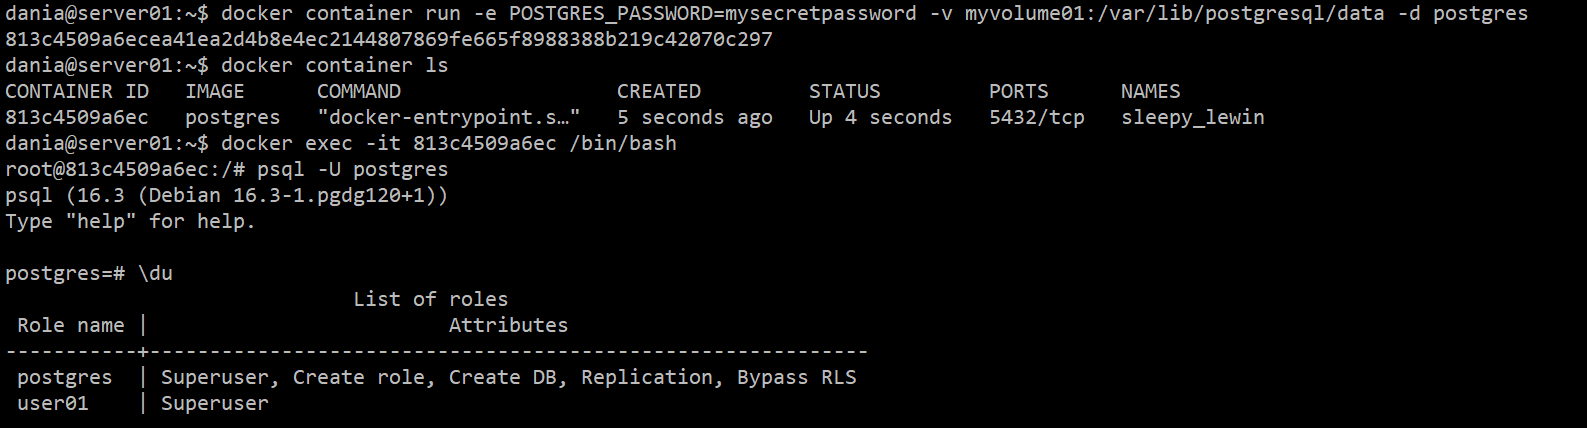 dania@server01:~$ docker container run -e POSTGRES_PASSWORD=mysecretpassword -v myvolume01:/var/lib/postgresql/data -d postgres
813c4509a6ecea41ea2d4b8e4ec2144807869fe665f8988388b219c42070c297
dania@server01:~$ docker container ls
CONTAINER ID   IMAGE      COMMAND                  CREATED         STATUS         PORTS      NAMES
813c4509a6ec   postgres   "docker-entrypoint.s…"   5 seconds ago   Up 4 seconds   5432/tcp   sleepy_lewin
dania@server01:~$ docker exec -it 813c4509a6ec /bin/bash
root@813c4509a6ec:/# psql -U postgres
psql (16.3 (Debian 16.3-1.pgdg120+1))
Type "help" for help.

postgres=# \du
                             List of roles
 Role name |                         Attributes
-----------+------------------------------------------------------------
 postgres  | Superuser, Create role, Create DB, Replication, Bypass RLS
 user01    | Superuser